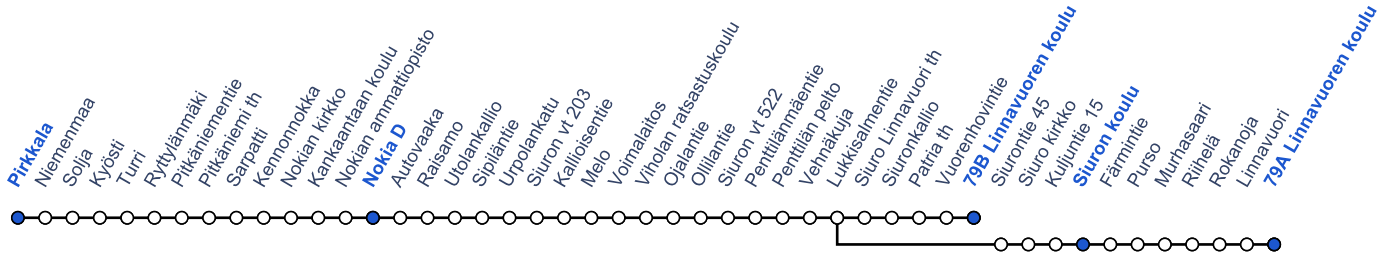 Pirkkala
Niemenmaa
Solja
Kyösti
Turri
Ryttylänmäki
Pitkäniementie
Pitkäniemi th
Sarpatti
Kennonnokka
Nokian kirkko
Kankaantaan koulu
Nokian ammattiopisto
Nokia D
Autovaaka
Raisamo
Utolankallio
Sipiläntie
Urpolankatu
Siuron vt 203
Kallioisentie
Melo
Voimalaitos
Viholan ratsastuskoulu
Ojalantie
Ollilantie
Siuron vt 522
Penttilänmäentie
Penttilän pelto
Vehnäkuja
Lukkisalmentie
Siuro Linnavuori th
Siuronkallio
Patria th
Vuorenhovintie
79B Linnavuoren koulu
Siurontie 45
Siuro kirkko
Kuljuntie 15
Siuron koulu
Färmintie
Purso
Murhasaari
Riihelä
Rokanoja
Linnavuori
79A Linnavuoren koulu